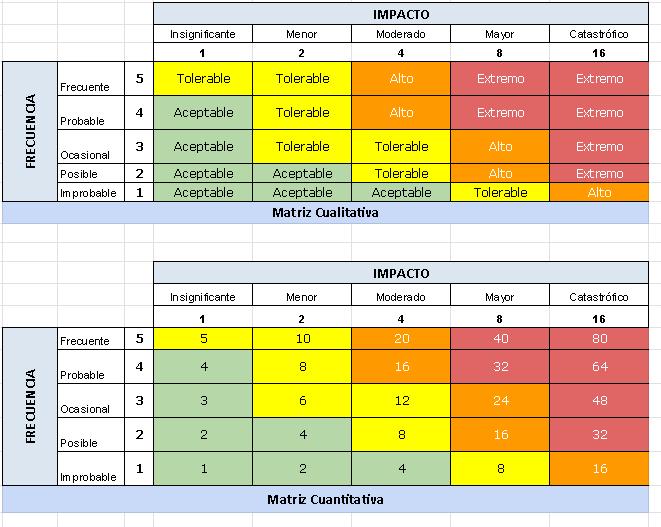 IMPACTO
Insignificante Menor Moderado Mayor Catastrófico
1 2 4 8 16
FRECUENCIA
Frecuente 5 Tolerable Tolerable Alto Extremo Extremo
Probable 4 Aceptable Tolerable Alto Extremo Extremo
Ocasional 3 Aceptable Tolerable Tolerable Alto Extremo
Posible 2 Aceptable Aceptable Tolerable Alto Extremo
Improbable 1 Aceptable Aceptable Aceptable Tolerable Alto
Matriz Cualitativa
IMPACTO
Insignificante Menor Moderado Mayor Catastrófico
1 2 4 8 16
FRECUENCIA
Frecuente 5 5 10 20 40 80
Probable 4 4 8 16 32 64
Ocasional 3 3 6 12 24 48
Posible 2 2 4 8 16 32
Improbable 1 1 2 4 8 16
Matriz Cuantitativa